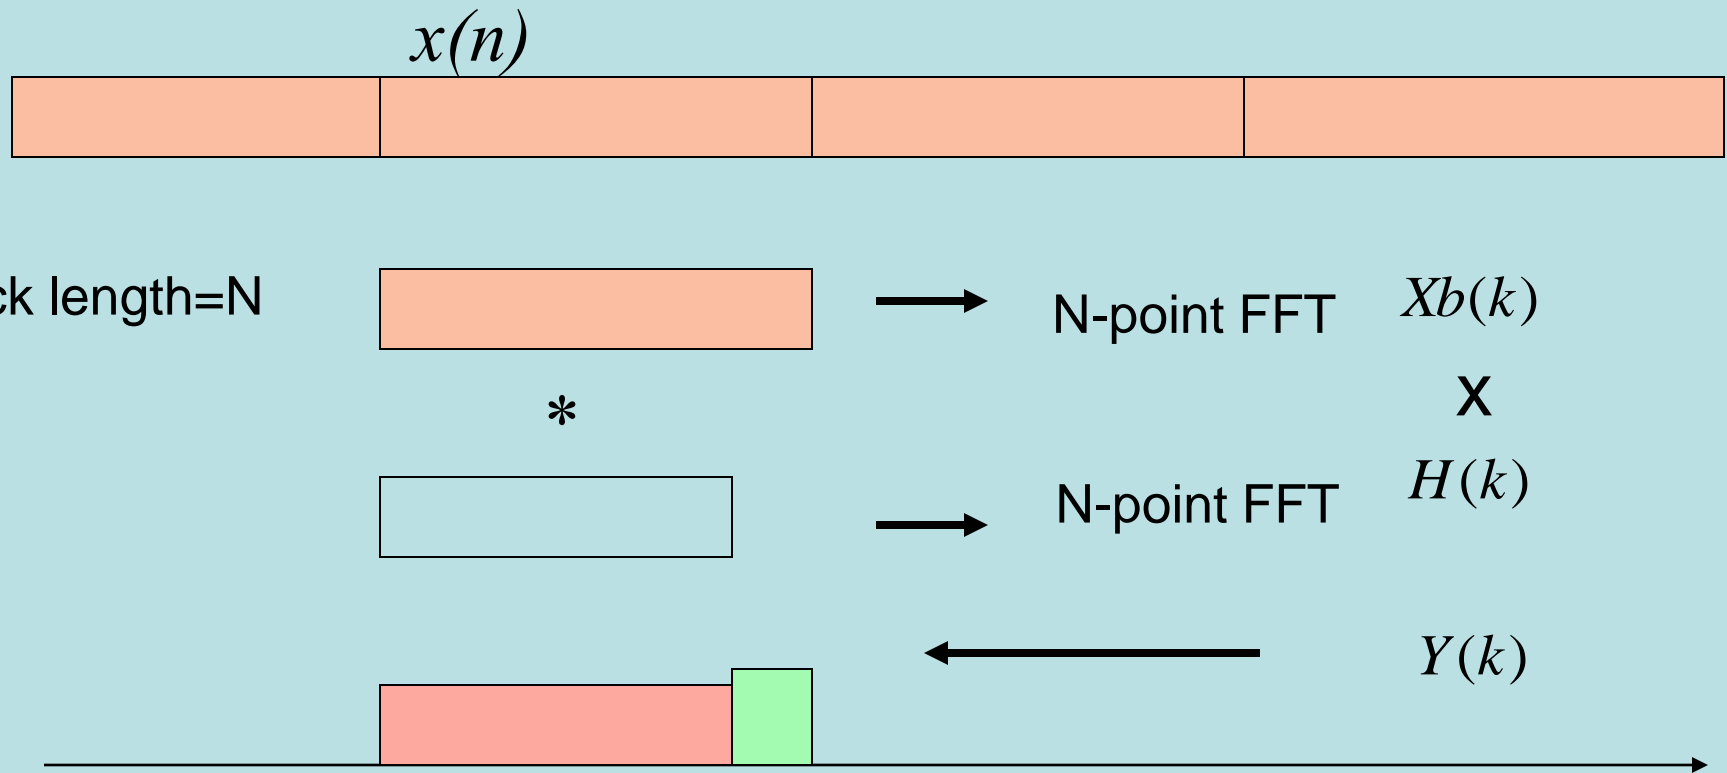 x(n)
ck length=N
N-point FFT Xb(k)
*
x
N-point FFT H(k)
Y(k)